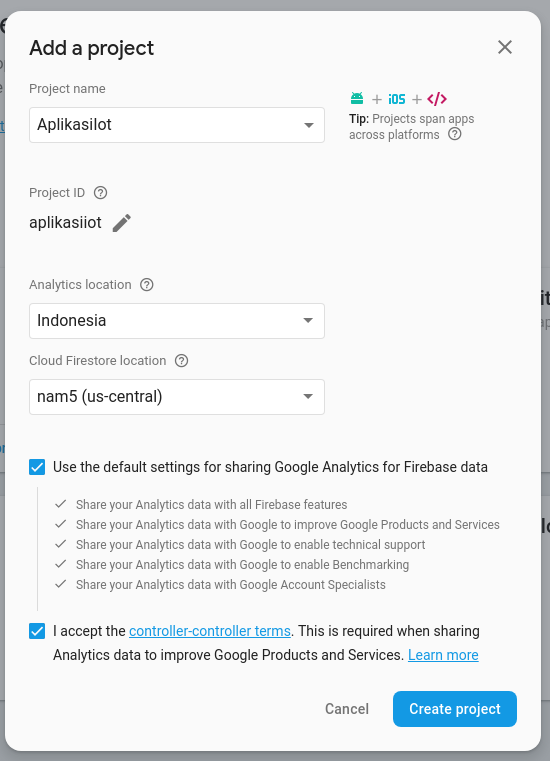 Add a project
Project name
AplikasiIot
+ iOS + </>
Tip: Projects span apps
across platforms
Project ID
aplikasiiot
Analytics location
Indonesia
Cloud Firestore location
nam5 (us-central)
Use the default settings for sharing Google Analytics for Firebase data
Share your Analytics data with all Firebase features
Share your Analytics data with Google to improve Google Products and Services
Share your Analytics data with Google to enable technical support
Share your Analytics data with Google to enable Benchmarking
Share your Analytics data with Google Account Specialists
I accept the controller-controller terms. This is required when sharing
Analytics data to improve Google Products and Services. Learn more
Cancel
Create project